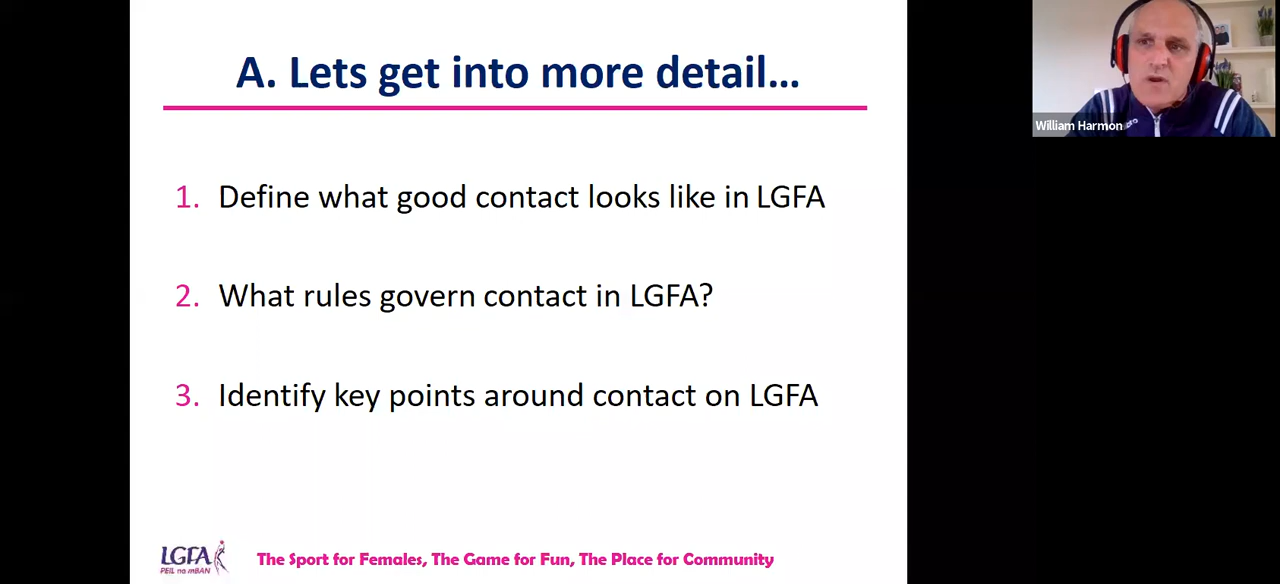 A. Lets get into more detail...
William Harmon
1. Define what good contact looks like in LGFA
2. What rules govern contact in LGFA?
3. Identify key points around contact on LGFA
LGFA
PEIL na mBAN
The Sport for Females, The Game for Fun, The Place for Community